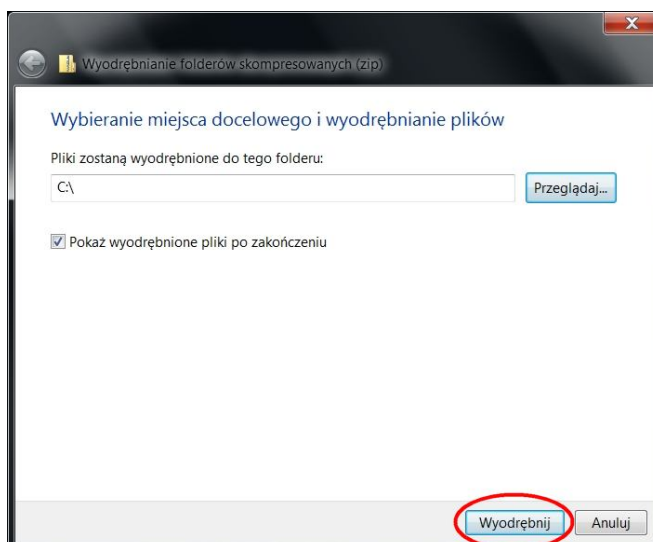 Wyodrębnianie folderów skompresowanych (zip)
Wybieranie miejsca docelowego i wyodrębnianie plików
Pliki zostaną wyodrębnione do tego folderu:
C:\
Przeglądaj...
Pokaż wyodrębnione pliki po zakończeniu
Wyodrębnij
Anuluj